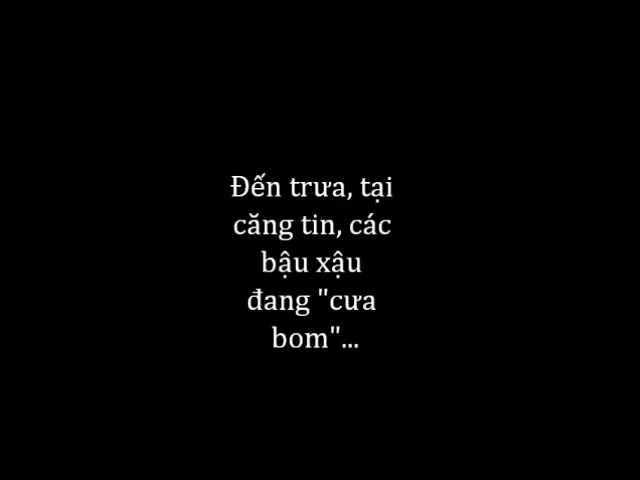 Đến trưa, tại
căng tin, các
bậu xậu
đang "cưa
bom"...